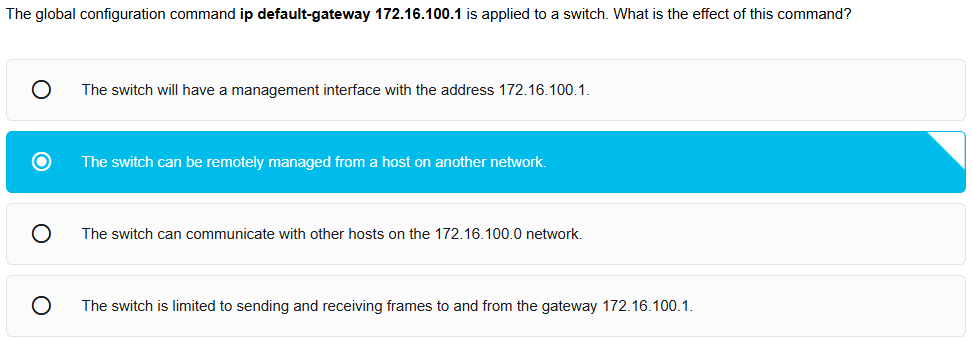 The global configuration command ip default-gateway 172.16.100.1 is applied to a switch. What is the effect of this command?
The switch will have a management interface with the address 172.16.100.1.
The switch can be remotely managed from a host on another network.
The switch can communicate with other hosts on the 172.16.100.0 network.
The switch is limited to sending and receiving frames to and from the gateway 172.16.100.1.